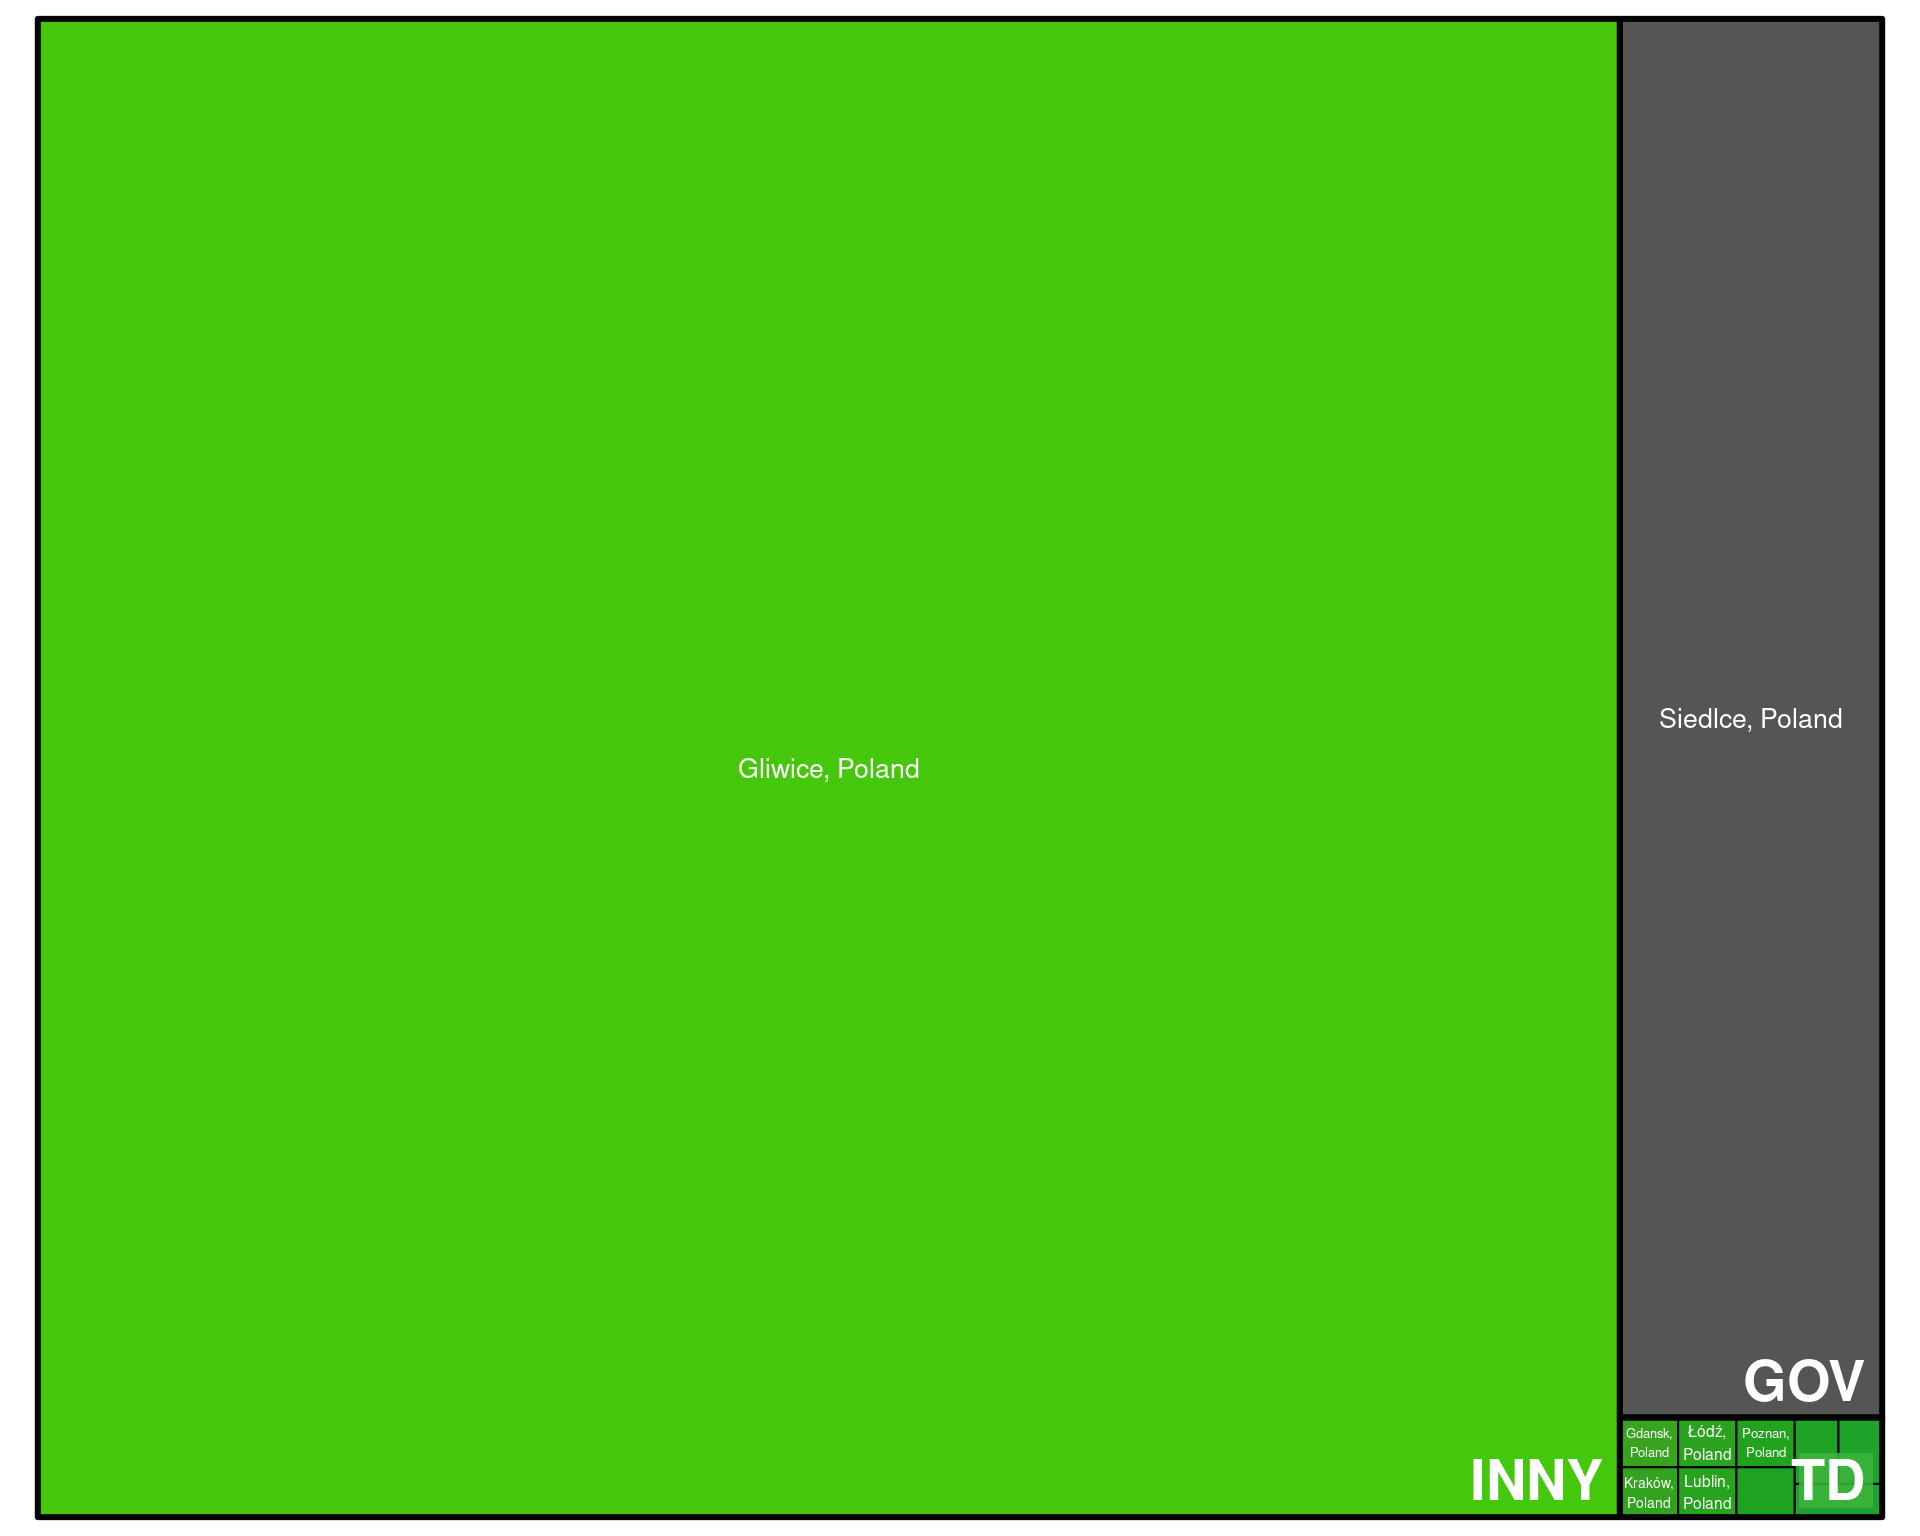 Gliwice, Poland
INNY
Siedlce, Poland
GOV
Gdansk,
Poland
Łódź,
Poland
Poznan,
Poland
Kraków,
Poland
Lublin,
Poland
TD